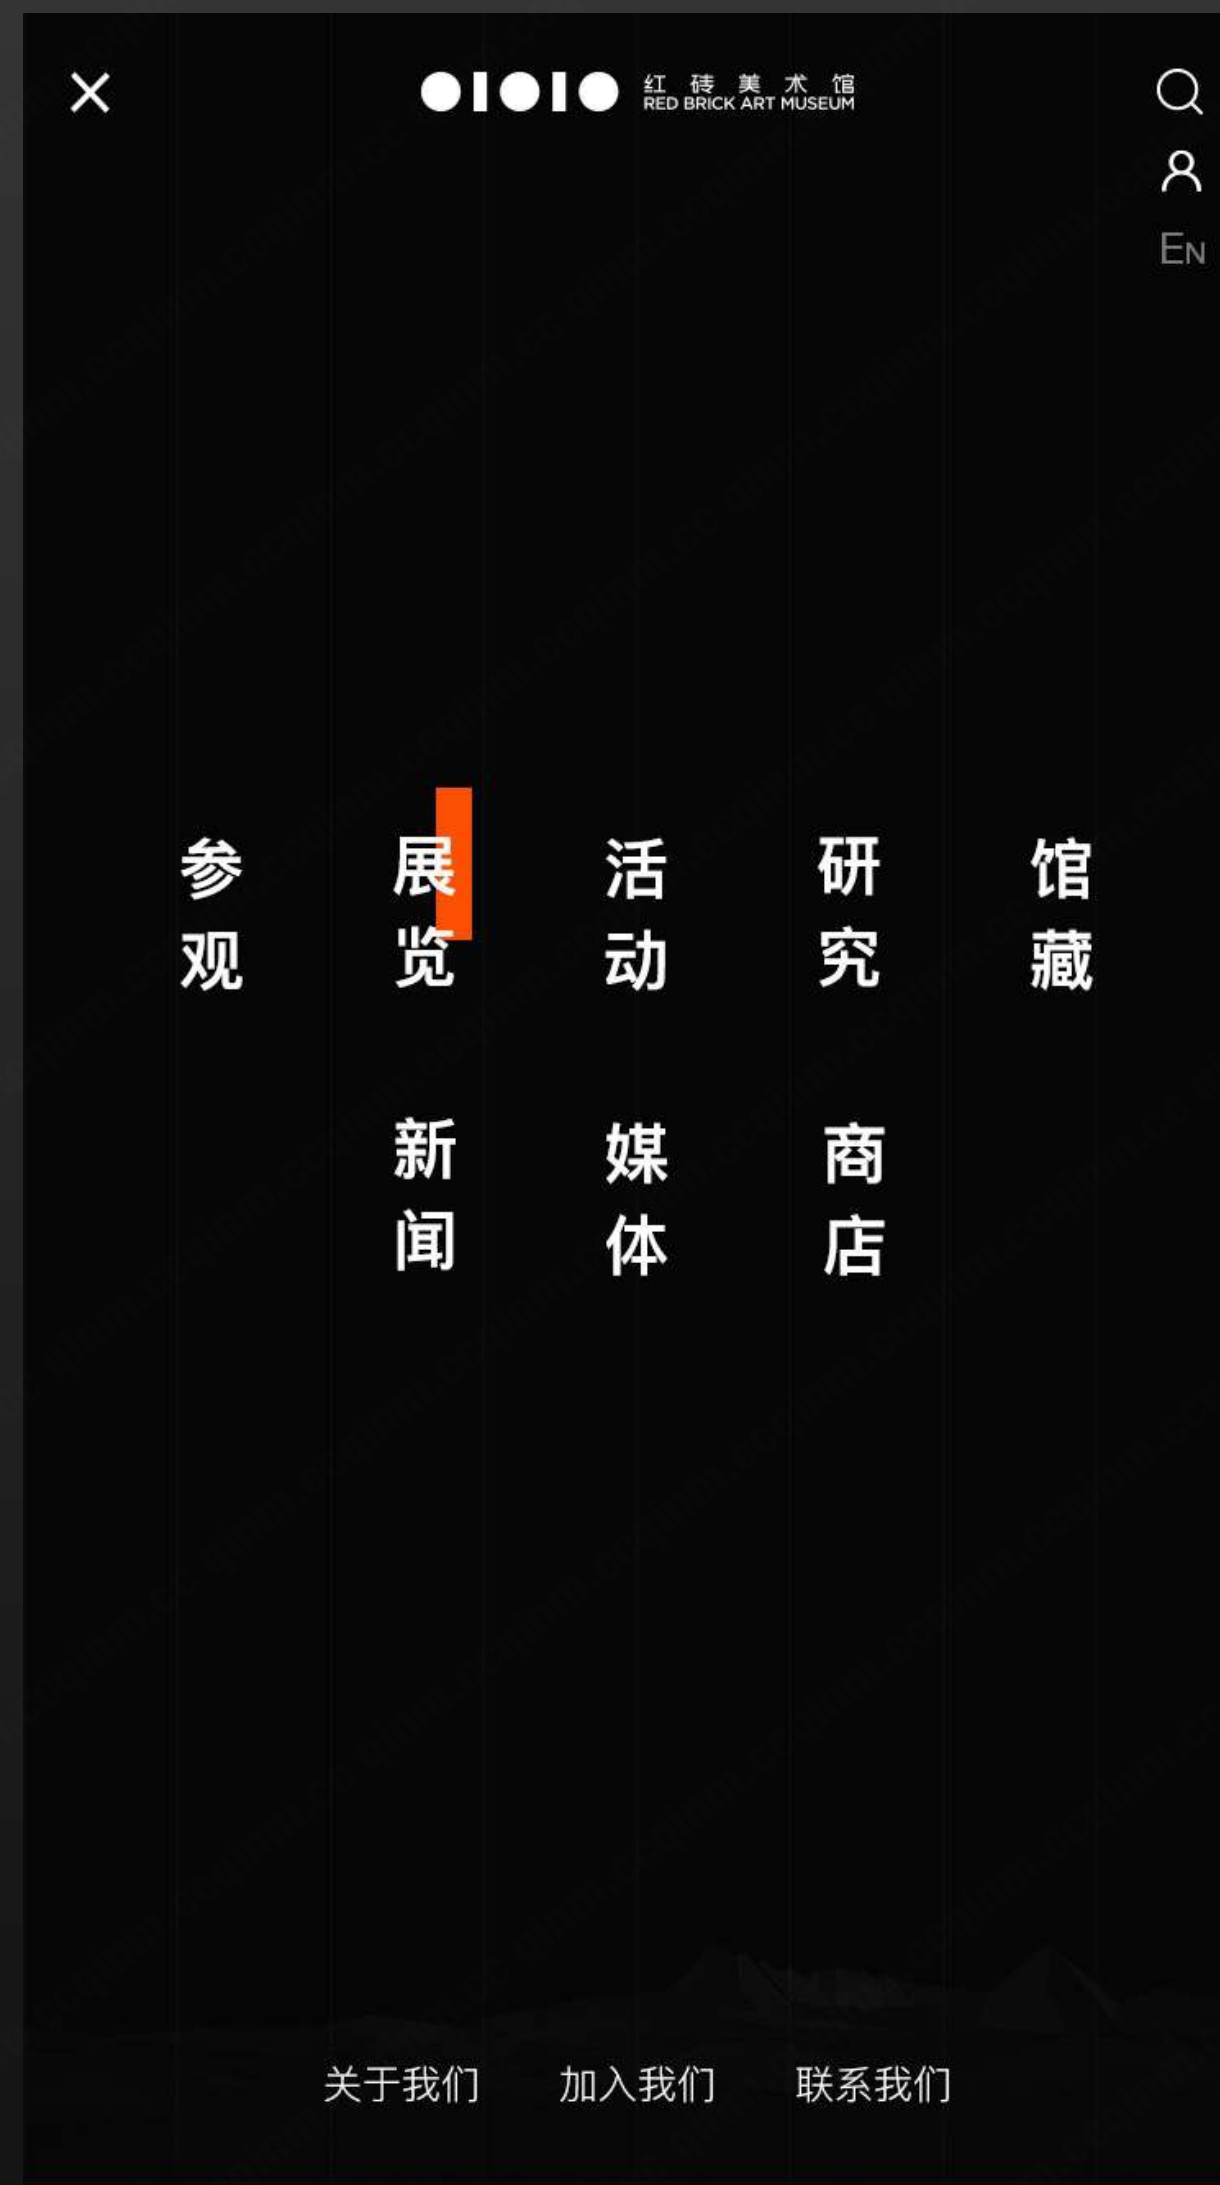 红砖美术馆
RED BRICK ART MUSEUM
EN
参观
展览
活动
研究
馆藏
新闻
媒体
商店
关于我们
加入我们
联系我们